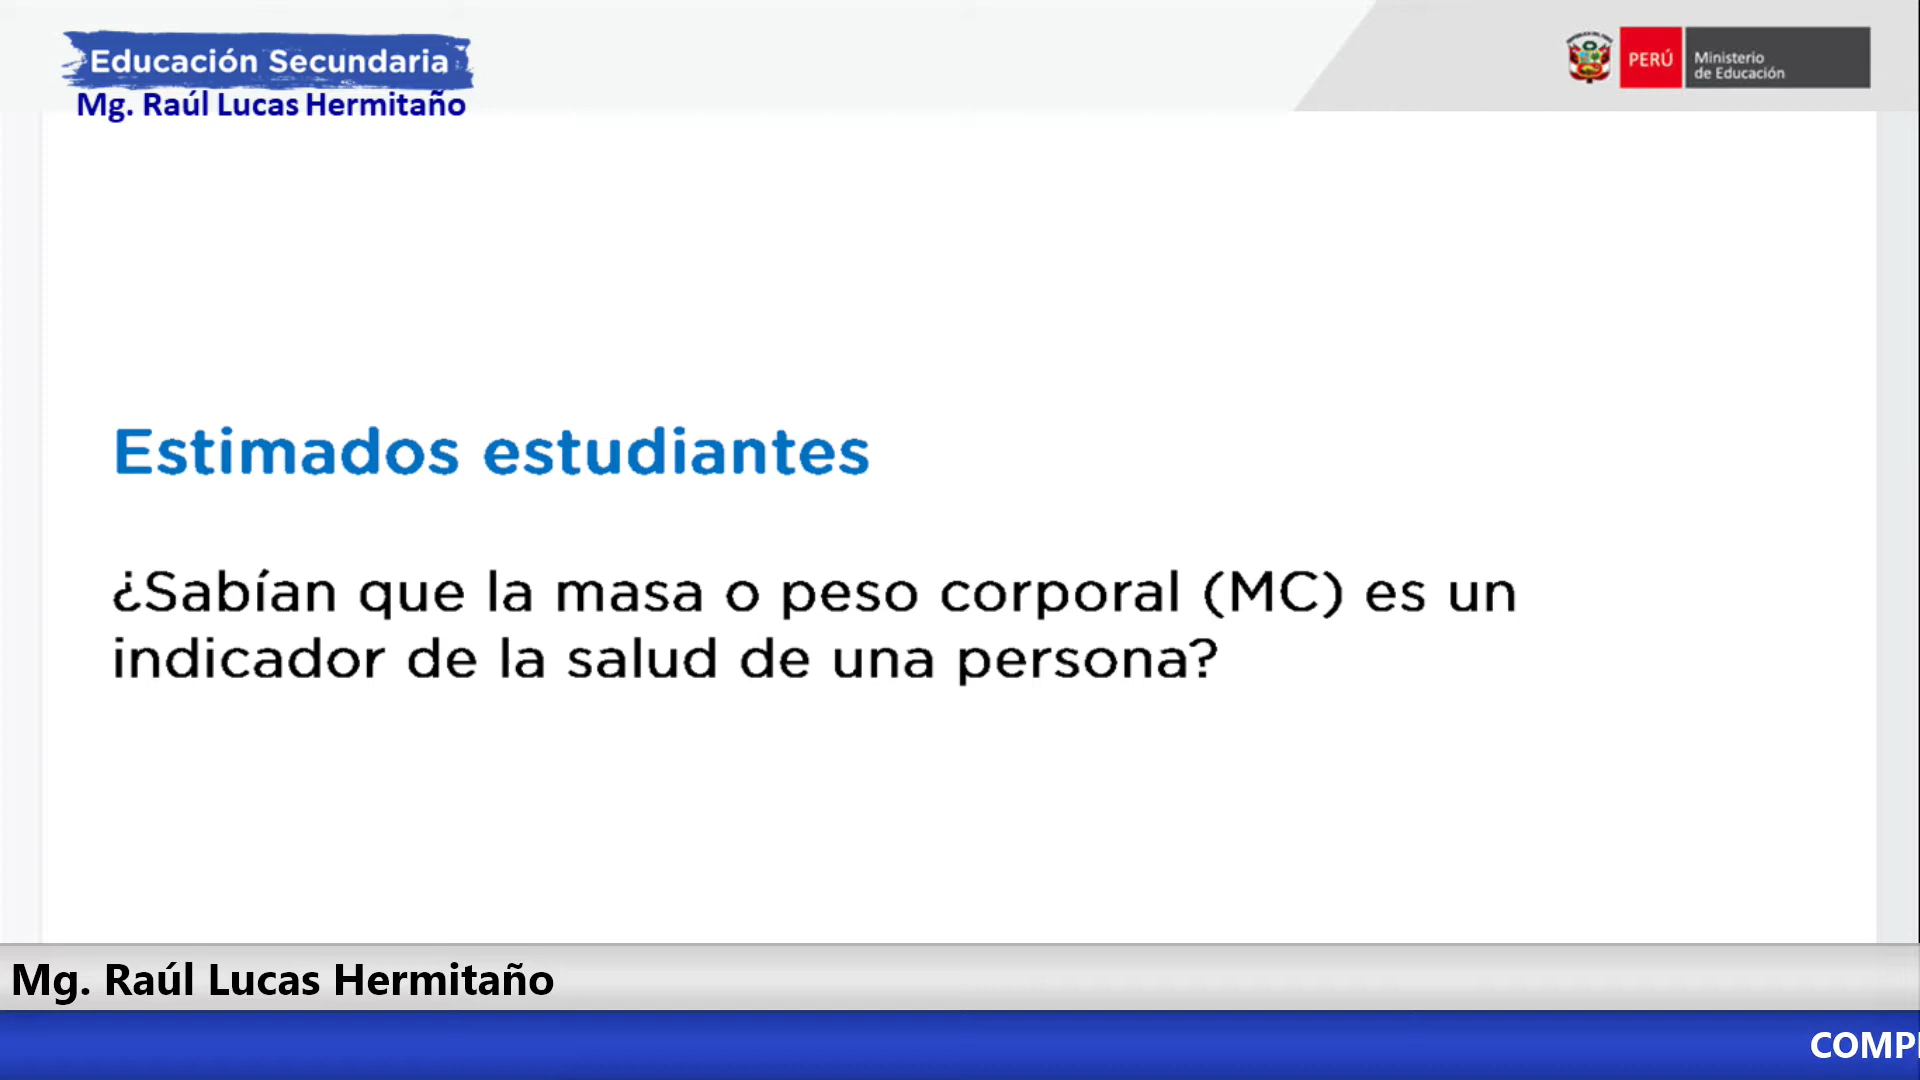 Educación Secundaria
Mg. Raúl Lucas Hermitaño
PERÚ
Ministerio
de Educación
Estimados estudiantes
¿Sabían que la masa o peso corporal (MC) es un
indicador de la salud de una persona?
Mg. Raúl Lucas Hermitaño